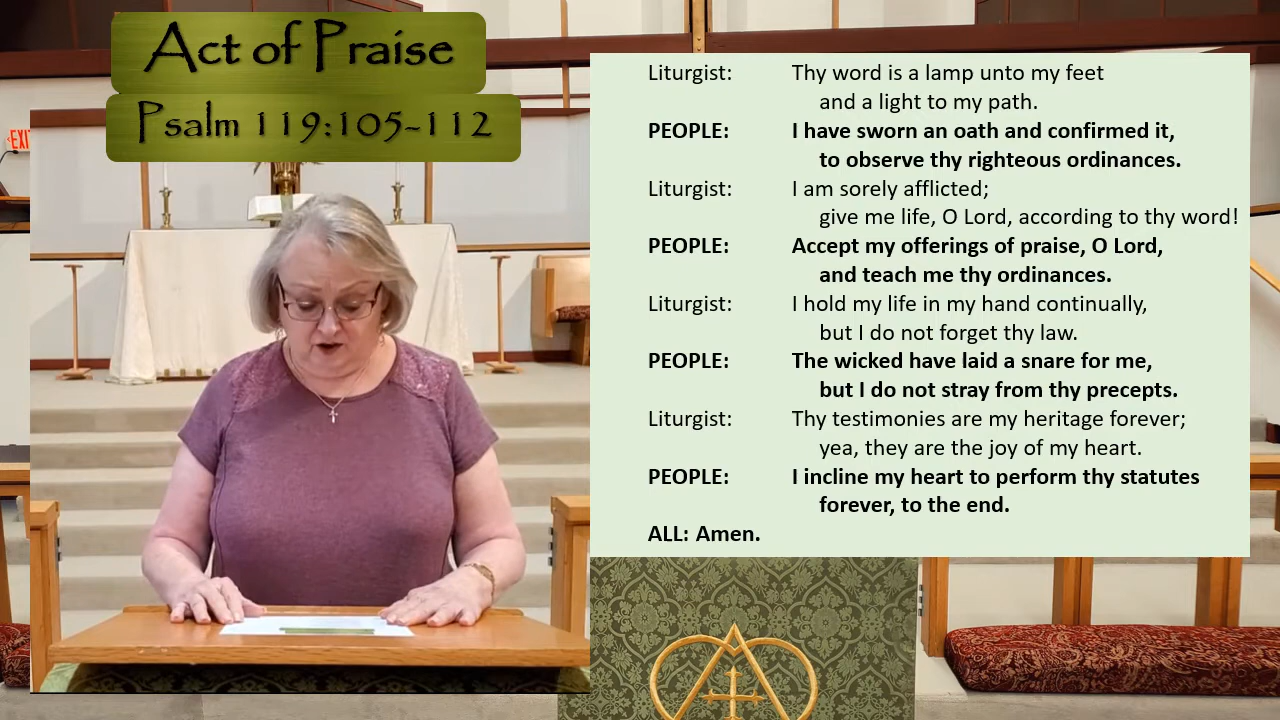 Act of Praise
Psalm 119:105-112
EXI
Liturgist: Thy word is a lamp unto my feet
and a light to my path.
PEOPLE: I have sworn an oath and confirmed it,
to observe thy righteous ordinances.
Liturgist: I am sorely afflicted;
give me life, O Lord, according to thy word!
PEOPLE: Accept my offerings of praise, O Lord,
and teach me thy ordinances.
Liturgist: I hold my life in my hand continually,
but I do not forget thy law.
PEOPLE: The wicked have laid a snare for me,
but I do not stray from thy precepts.
Liturgist: Thy testimonies are my heritage forever;
yea, they are the joy of my heart.
PEOPLE: I incline my heart to perform thy statutes
forever, to the end.
ALL: Amen.